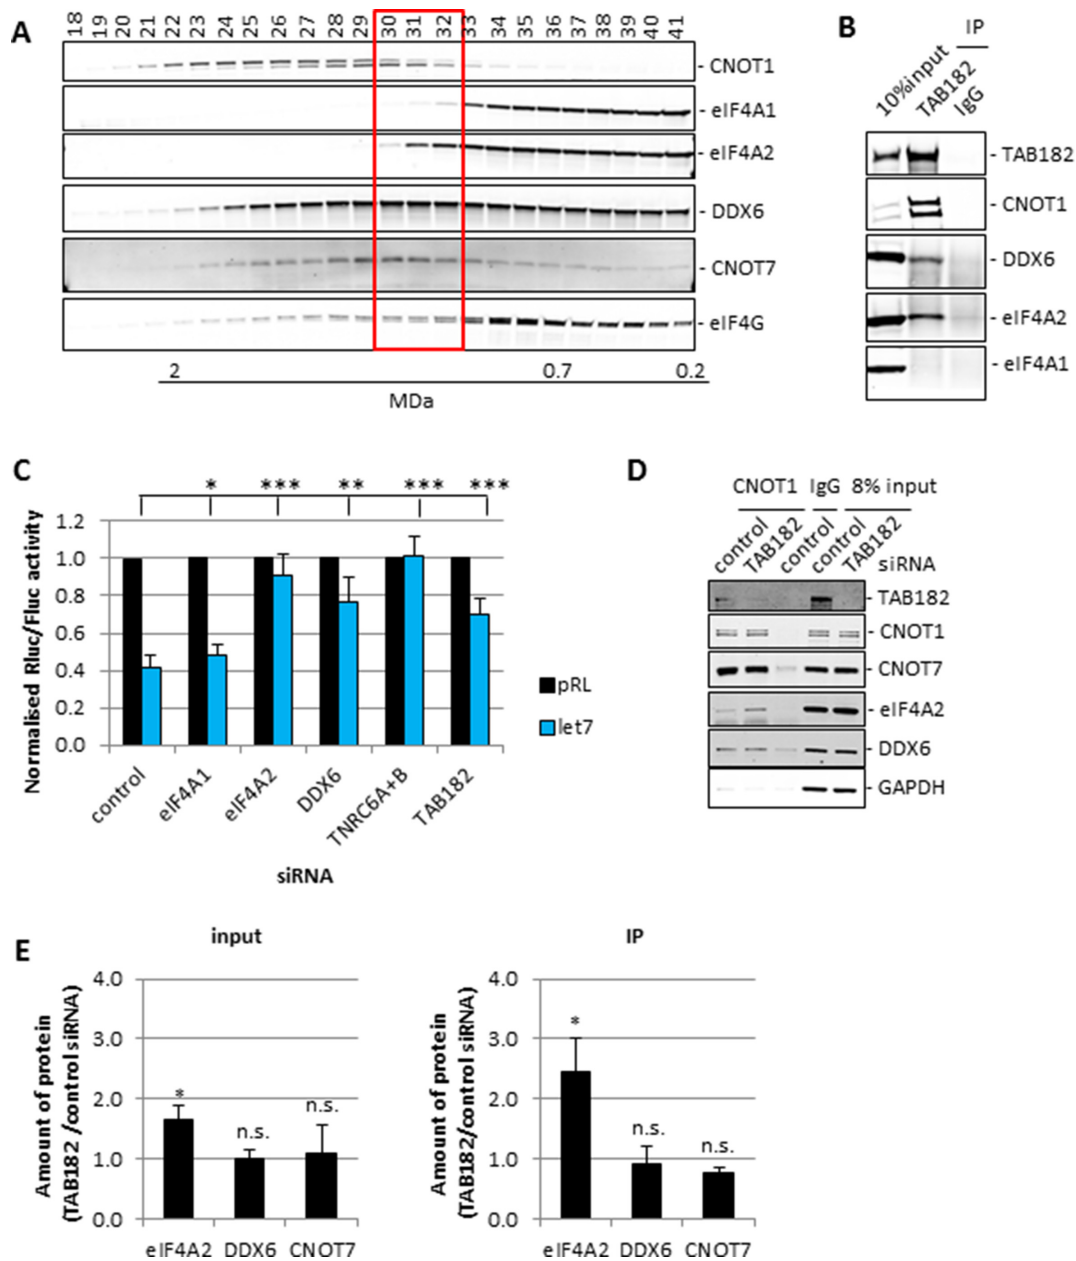 A
18 19 20 21 22 23 24 25 26 27 28 29 30 31 32 33 34 35 36 37 38 39 40 41
- CNOT1
- eIF4A1
- eIF4A2
- DDX6
- CNOT7
- eIF4G
2 0.7 0.2
MDa
B
IP
10%input TAB182 IgG
- TAB182
- CNOT1
- DDX6
- eIF4A2
- eIF4A1
C
* *** ** *** ***
Normalised Rluc/Fluc activity
1.2
1.0
0.8
0.6
0.4
0.2
0.0
pRL
let7
control eIF4A1 eIF4A2 DDX6 TNRC6A+B TAB182
siRNA
D
CNOT1 IgG 8% input
control TAB182 control control TAB182 siRNA
- TAB182
- CNOT1
- CNOT7
- eIF4A2
- DDX6
- GAPDH
E
input
Amount of protein
(TAB182 /control siRNA)
4.0
3.0
2.0
1.0
0.0
*
n.s.
n.s.
eIF4A2 DDX6 CNOT7
IP
Amount of protein
(TAB182/control siRNA)
4.0
3.0
2.0
1.0
0.0
*
n.s.
n.s.
eIF4A2 DDX6 CNOT7